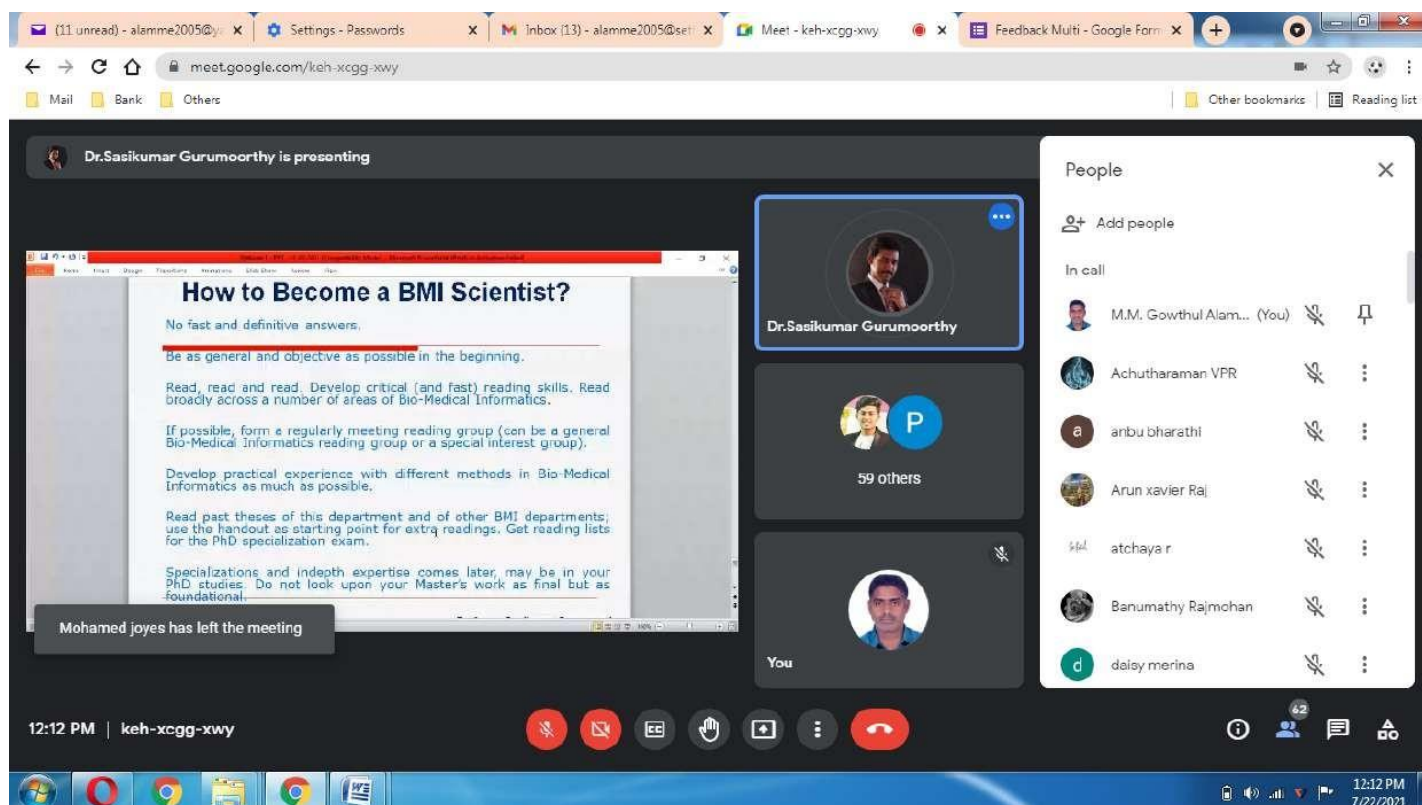 (11 unread) - alamme2005@y
Settings - Passwords
Inbox (13) - alamme2005@set
Meet - keh-xcgg-xwy
Feedback Multi - Google Form
meet.google.com/keh-xcgg-xwy
Mail
Bank
Others
Other bookmarks
Reading list
Dr.Sasikumar Gurumoorthy is presenting
How to Become a BMI Scientist?
No fast and definitive answers.
Be as general and objective as possible in the beginning.
Read, read and read. Develop critical (and fast) reading skills. Read
broadly across a number of areas of Bio-Medical Informatics.
If possible, form a regularly meeting reading group (can be a general
Bio-Medical Informatics reading group or a special interest group).
Develop practical experience with different methods in Bio-Medical
Informatics as much as possible.
Read past theses of this department and of other BMI departments;
use the handout as starting point for extra readings. Get reading lists
for the PhD specialization exam.
Specializations and indepth expertise comes later, may be in your
PhD studies. Do not look upon your Master's work as final but as
foundational.
Mohamed joyes has left the meeting
Dr.Sasikumar Gurumoorthy
P
59 others
You
People
Add people
In call
M.M. Gowthul Alam... (You)
Achutharaman VPR
a
anbu bharathi
Arun xavier Raj
atchaya r
Banumathy Rajmohan
d
daisy merina
12:12 PM | keh-xcgg-xwy
CC
62
12:12 PM
7/22/2021